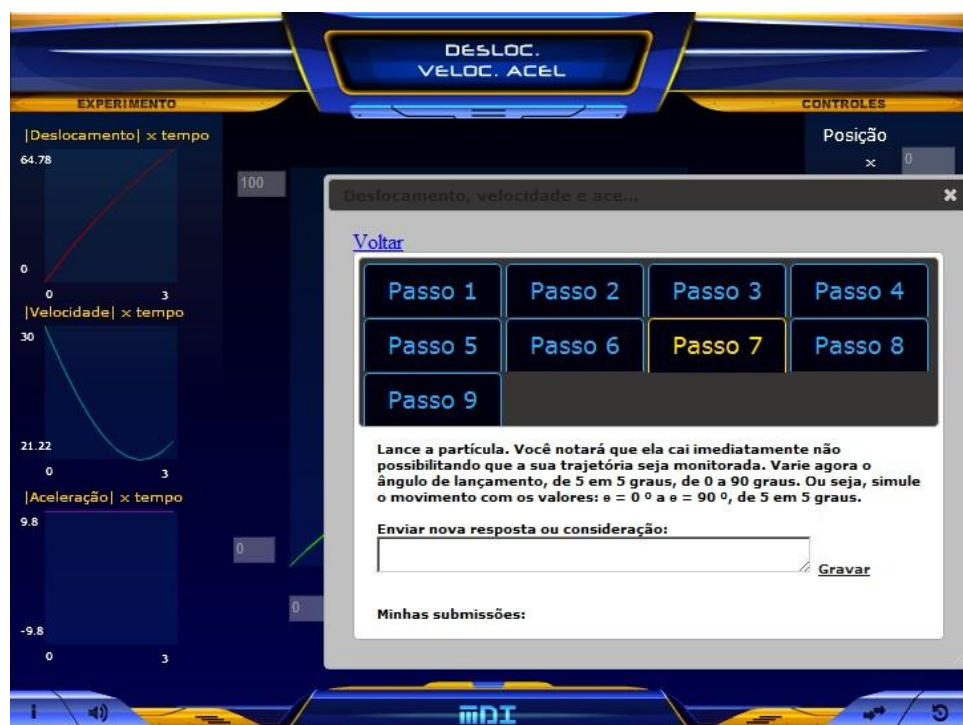 DESLOC.
VELOC. ACEL
EXPERIMENTO
CONTROLES
|Deslocamento| x tempo
64.78
0
0 3
|Velocidade| x tempo
30
21.22
0 3
|Aceleração| x tempo
9.8
-9.8
0 3
100
0
0
Posição
x 0
Deslocamento, velocidade e ace...
Voltar
Passo 1 Passo 2 Passo 3 Passo 4
Passo 5 Passo 6 Passo 7 Passo 8
Passo 9
Lance a partícula. Você notará que ela cai imediatamente não
possibilitando que a sua trajetória seja monitorada. Varie agora o
ângulo de lançamento, de 5 em 5 graus, de 0 a 90 graus. Ou seja, simule
o movimento com os valores: ɵ = 0 º a ɵ = 90 º, de 5 em 5 graus.
Enviar nova resposta ou consideração:
Gravar
Minhas submissões:
i
mDI